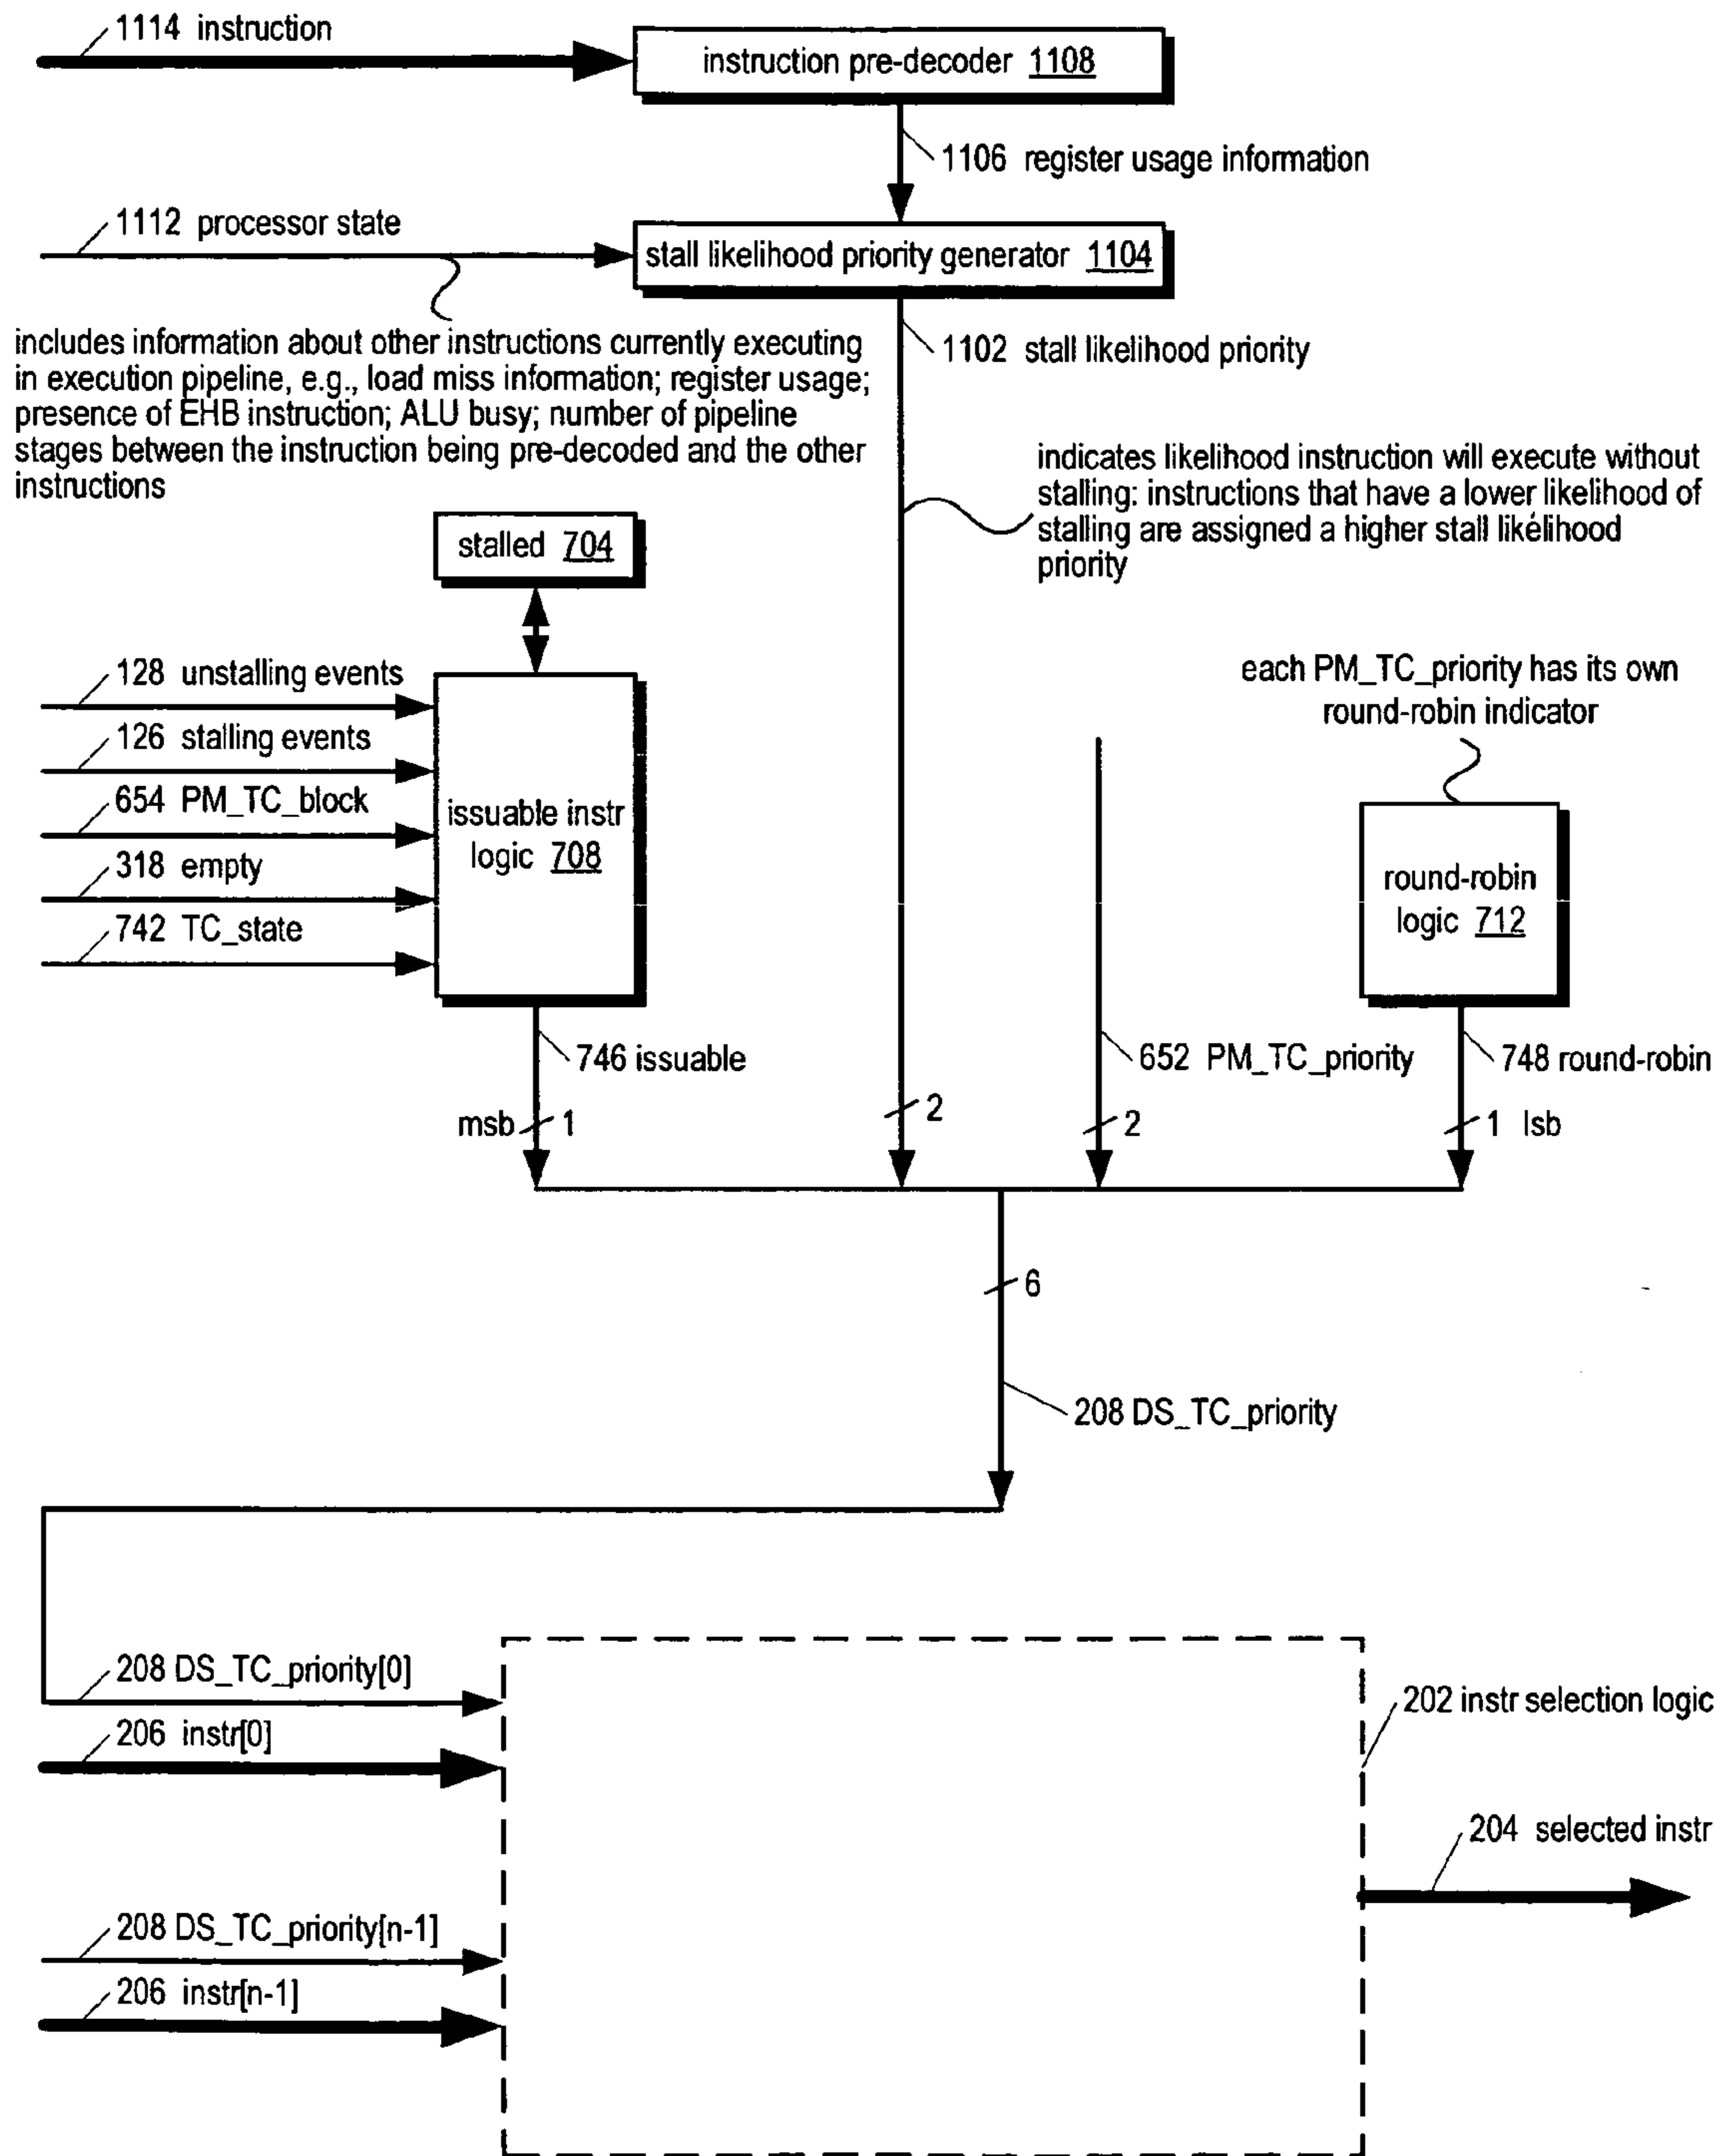 1114 instruction
instruction pre-decoder 1108
1106 register usage information
1112 processor state
stall likelihood priority generator 1104
includes information about other instructions currently executing
in execution pipeline, e.g., load miss information; register usage;
presence of EHB instruction; ALU busy; number of pipeline
stages between the instruction being pre-decoded and the other
instructions
1102 stall likelihood priority
indicates likelihood instruction will execute without
stalling: instructions that have a lower likelihood of
stalling are assigned a higher stall likelihood
priority
stalled 704
128 unstalling events
126 stalling events
654 PM_TC_block
318 empty
742 TC_state
issuable instr
logic 708
each PM_TC_priority has its own
round-robin indicator
round-robin
logic 712
746 issuable
652 PM_TC_priority
748 round-robin
msb 1
2
2
1 lsb
6
208 DS_TC_priority
208 DS_TC_priority[0]
206 instr[0]
202 instr selection logic
204 selected instr
208 DS_TC_priority[n-1]
206 instr[n-1]